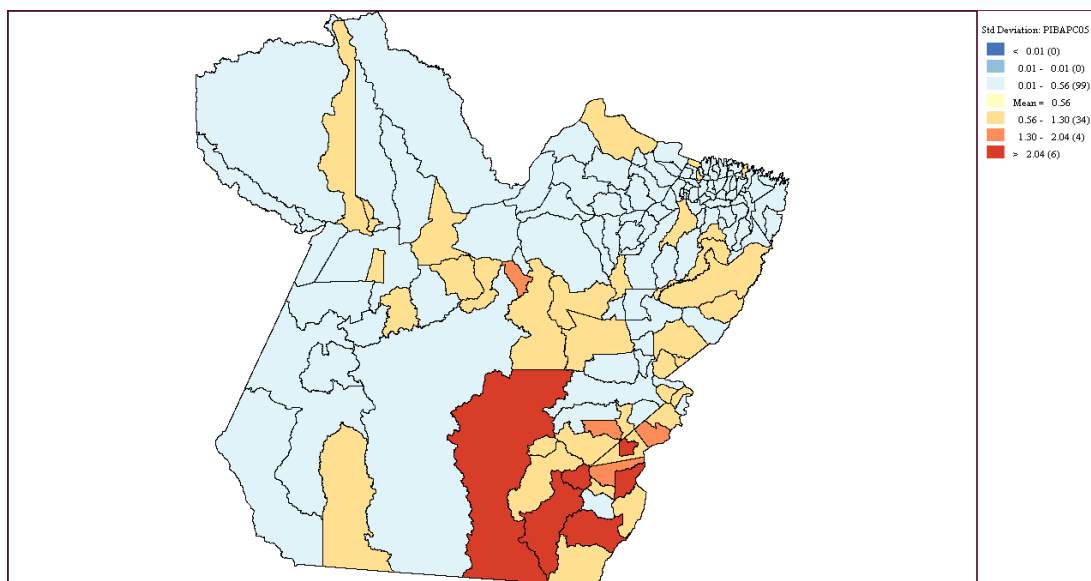 Std Deviation: PIBAPC05
< 0.01 (0)
0.01 - 0.01 (0)
0.01 - 0.56 (99)
Mean = 0.56
0.56 - 1.30 (34)
1.30 - 2.04 (4)
> 2.04 (6)